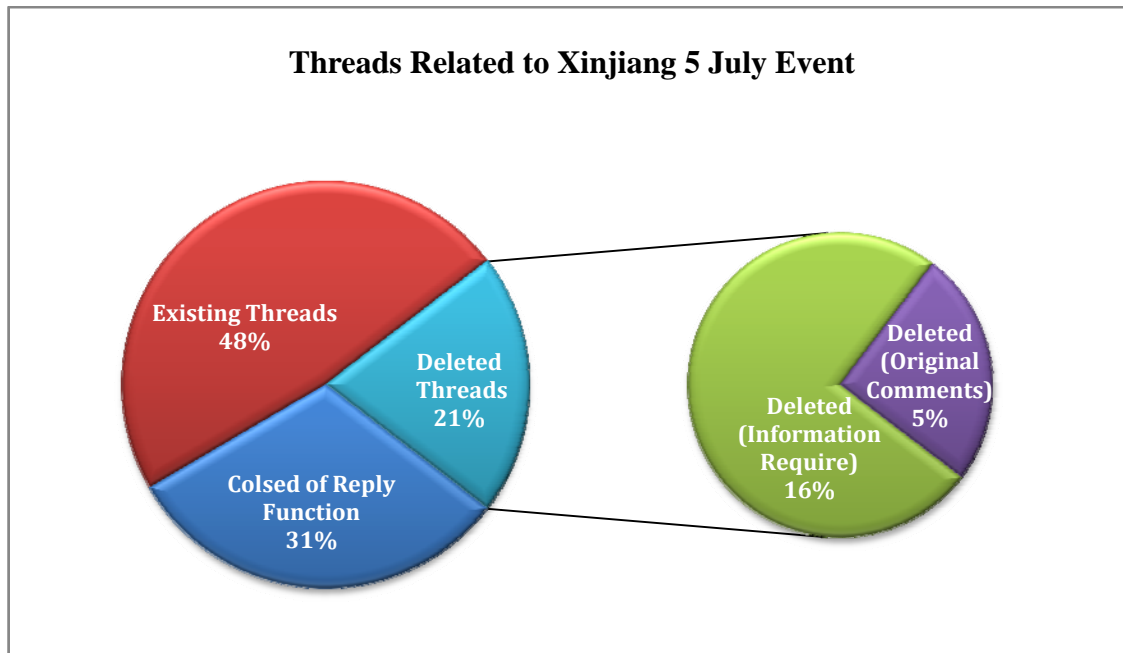 Threads Related to Xinjiang 5 July Event
Existing Threads
48%
Deleted
Threads
21%
Colsed of Reply
Function
31%
Deleted
(Information
Require)
16%
Deleted
(Original
Comments)
5%